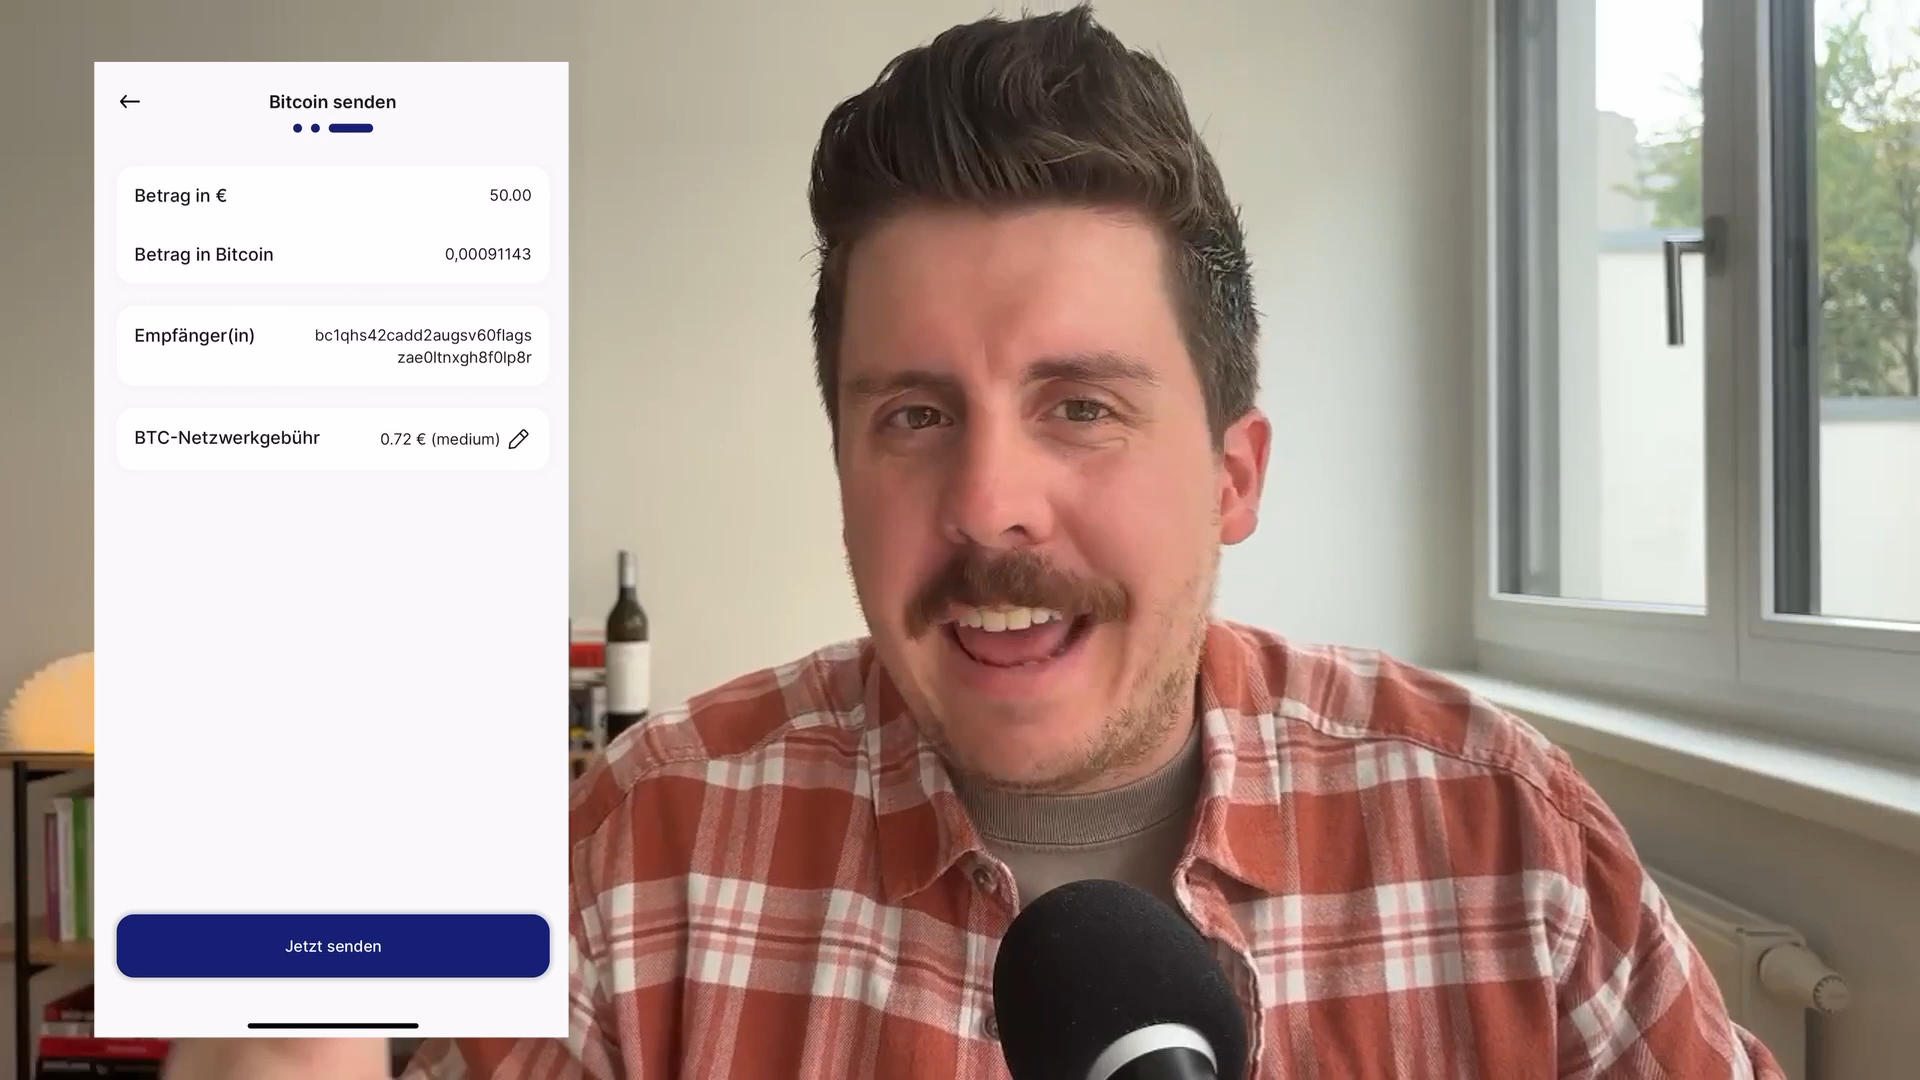 Bitcoin senden
Betrag in € 50.00
Betrag in Bitcoin 0,00091143
Empfänger(in) bc1qhs42cadd2augsv60flags
zae0ltnxgh8f0lp8r
BTC-Netzwerkgebühr 0.72 € (medium)
Jetzt senden